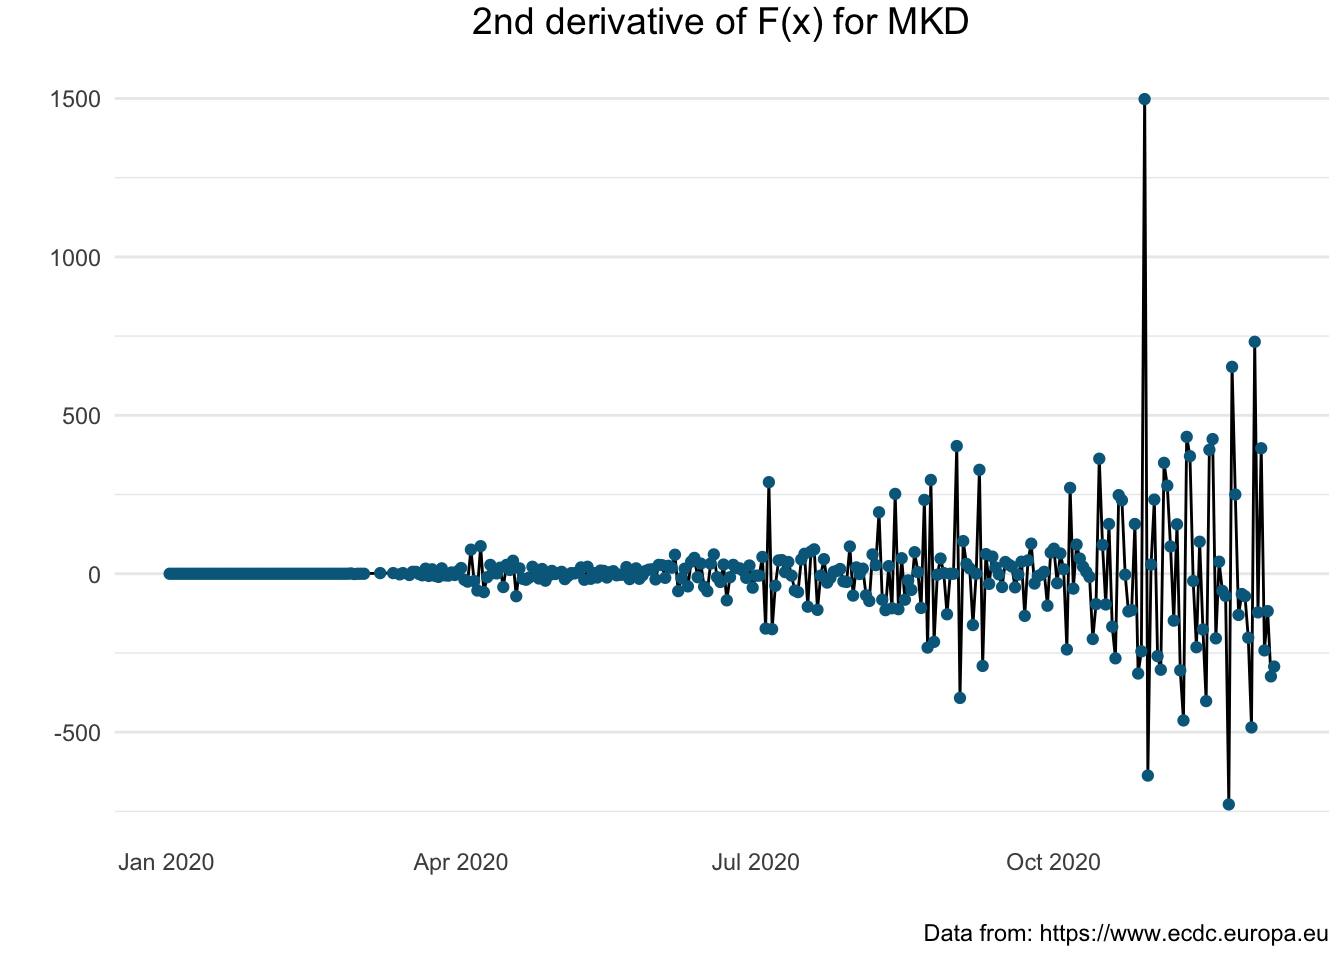 2nd derivative of F(x) for MKD
1500
1000
500
0
-500
Jan 2020 Apr 2020 Jul 2020 Oct 2020
Data from: https://www.ecdc.europa.eu